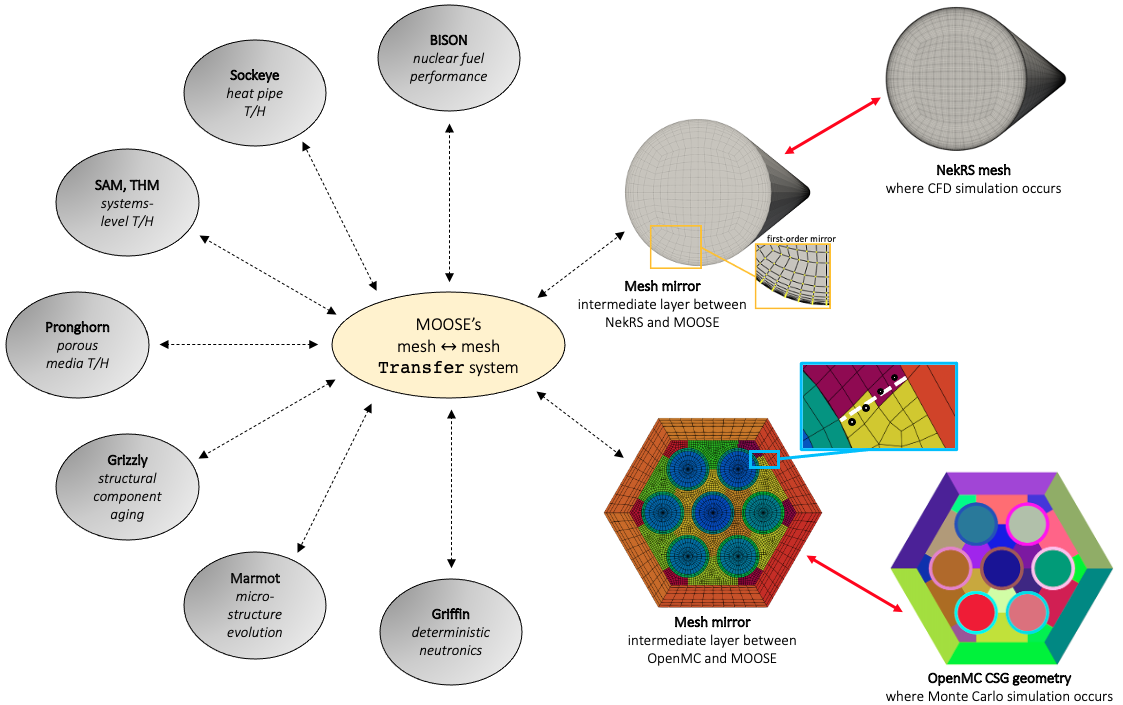 BISON
nuclear fuel
performance
Sockeye
heat pipe
T/H
SAM, THM
systems-
level T/H
Pronghorn
porous
media T/H
Grizzly
structural
component
aging
Marmot
micro-
structure
evolution
Griffin
deterministic
neutronics
MOOSE's
mesh ↔ mesh
Transfer system
first-order mirror
Mesh mirror
intermediate layer between
NekRS and MOOSE
NekRS mesh
where CFD simulation occurs
Mesh mirror
intermediate layer between
OpenMC and MOOSE
OpenMC CSG geometry
where Monte Carlo simulation occurs